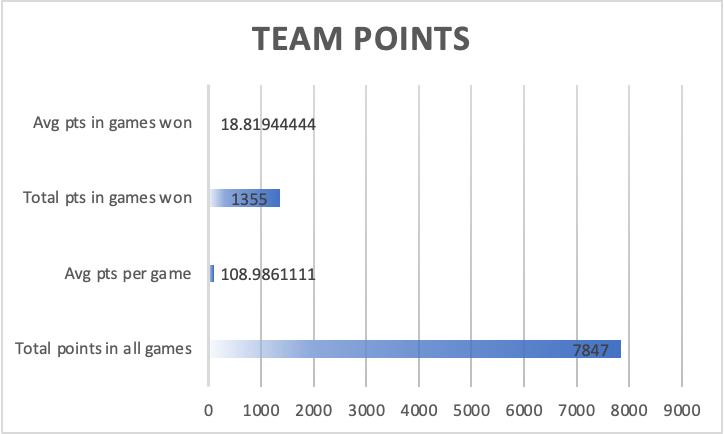 TEAM POINTS
Avg pts in games won
18.81944444
Total pts in games won
1355
Avg pts per game
108.9861111
Total points in all games
7847
0 1000 2000 3000 4000 5000 6000 7000 8000 9000